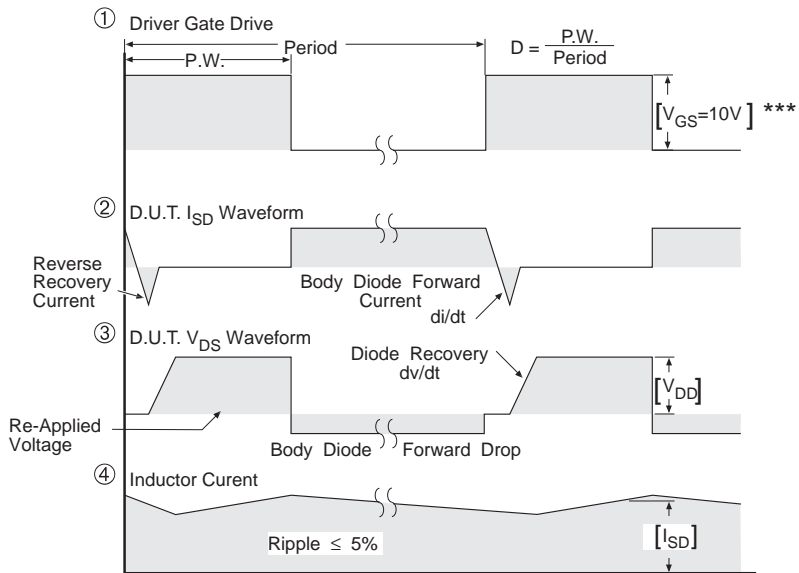 ① Driver Gate Drive
P.W.
Period
D = P.W. / Period
[VGS=10V] ***
② D.U.T. ISD Waveform
Reverse
Recovery
Current
Body Diode Forward
Current
di/dt
③ D.U.T. VDS Waveform
Diode Recovery
dv/dt
[VDD]
Re-Applied
Voltage
Body Diode Forward Drop
④ Inductor Curent
Ripple ≤ 5%
[ISD]